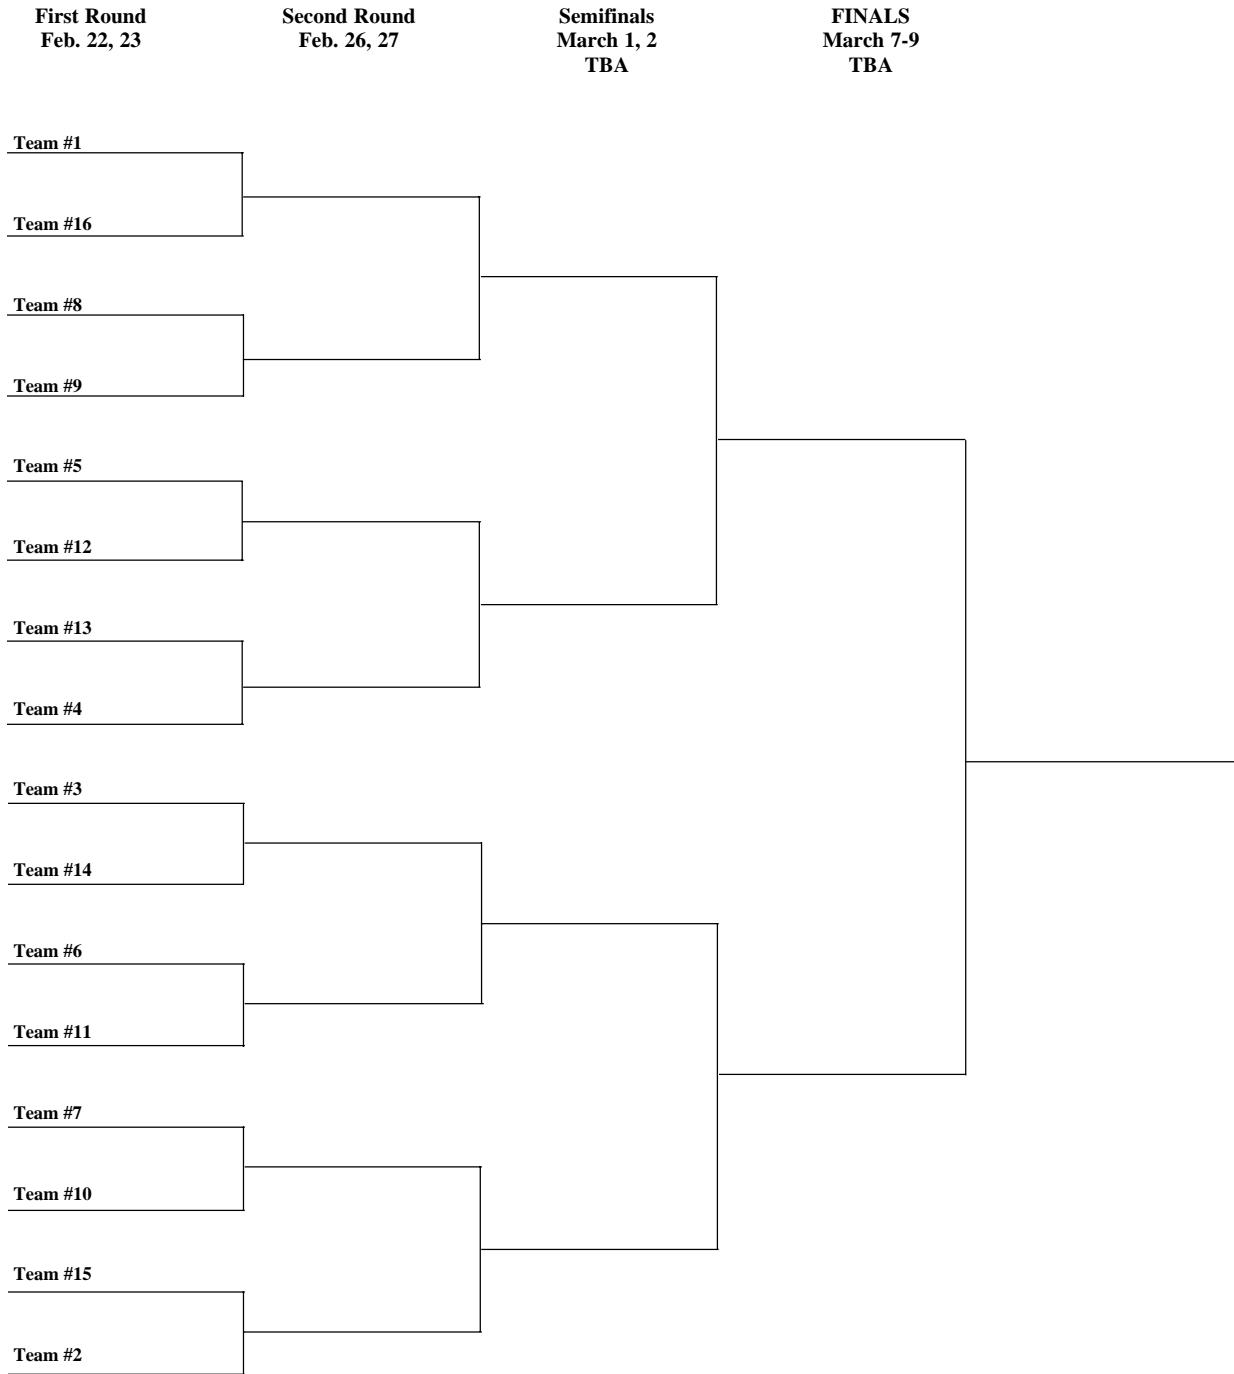 First Round
Feb. 22, 23
Second Round
Feb. 26, 27
Semifinals
March 1, 2
TBA
FINALS
March 7-9
TBA
Team #1
Team #16
Team #8
Team #9
Team #5
Team #12
Team #13
Team #4
Team #3
Team #14
Team #6
Team #11
Team #7
Team #10
Team #15
Team #2